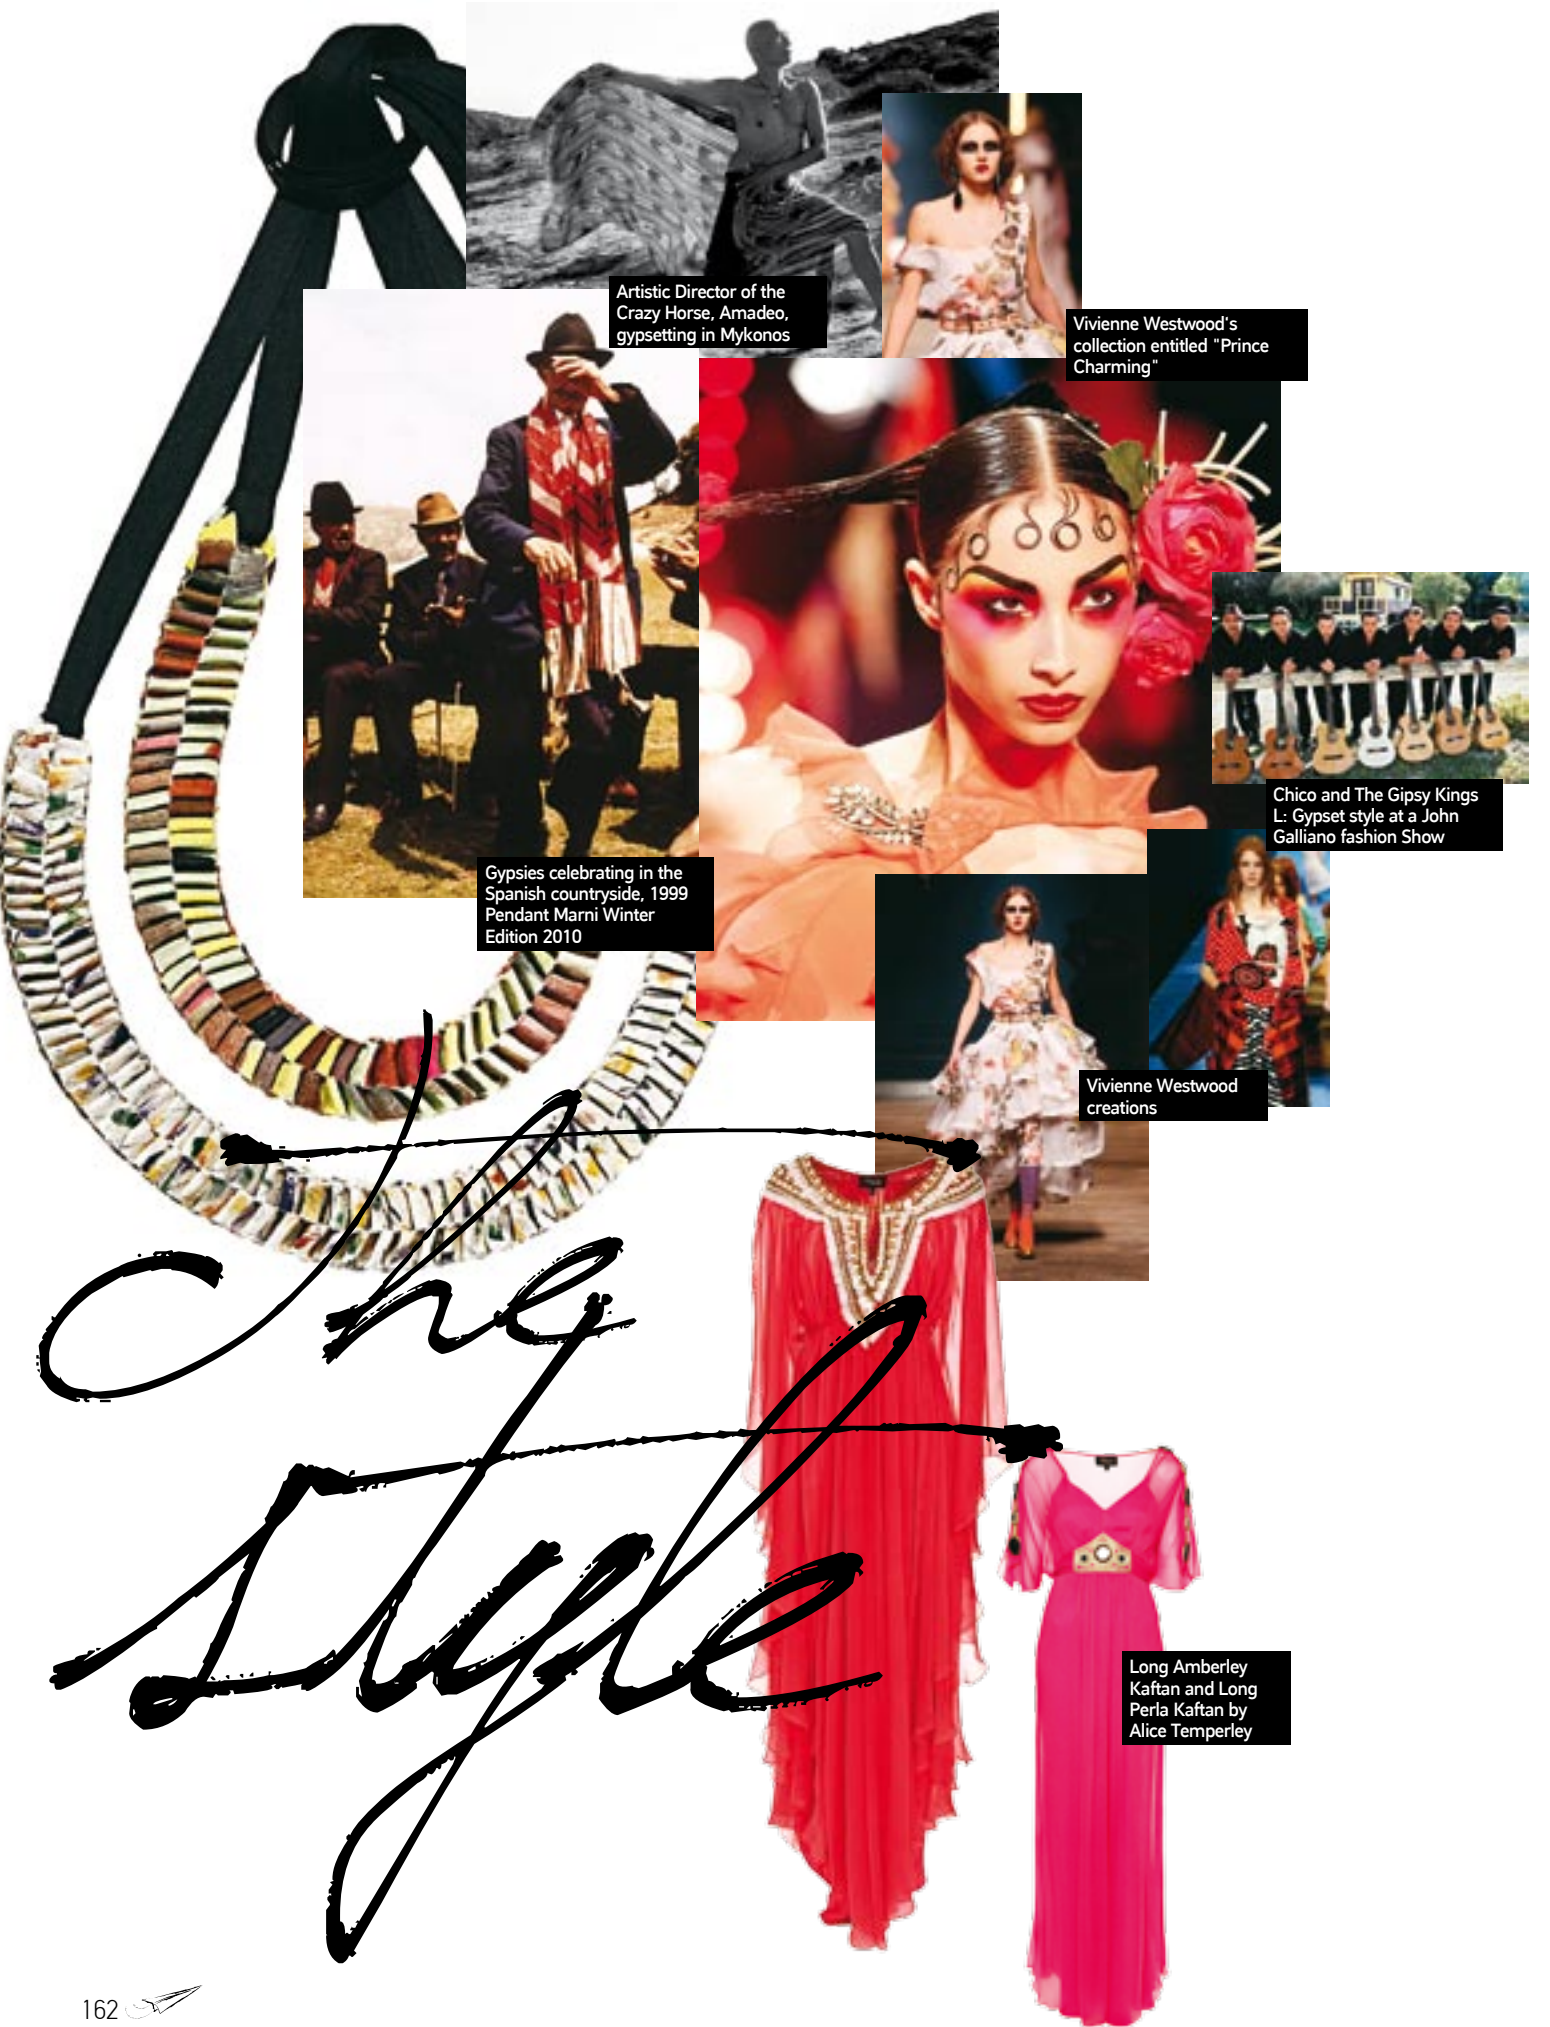 Artistic Director of the
Crazy Horse, Amadeo,
gypsetting in Mykonos
Vivienne Westwood's
collection entitled "Prince
Charming"
Chico and The Gipsy Kings
L: Gypset style at a John
Galliano fashion Show
Gypsies celebrating in the
Spanish countryside, 1999
Pendant Marni Winter
Edition 2010
Vivienne Westwood
creations
The
style
Long Amberley
Kaftan and Long
Perla Kaftan by
Alice Temperley
162